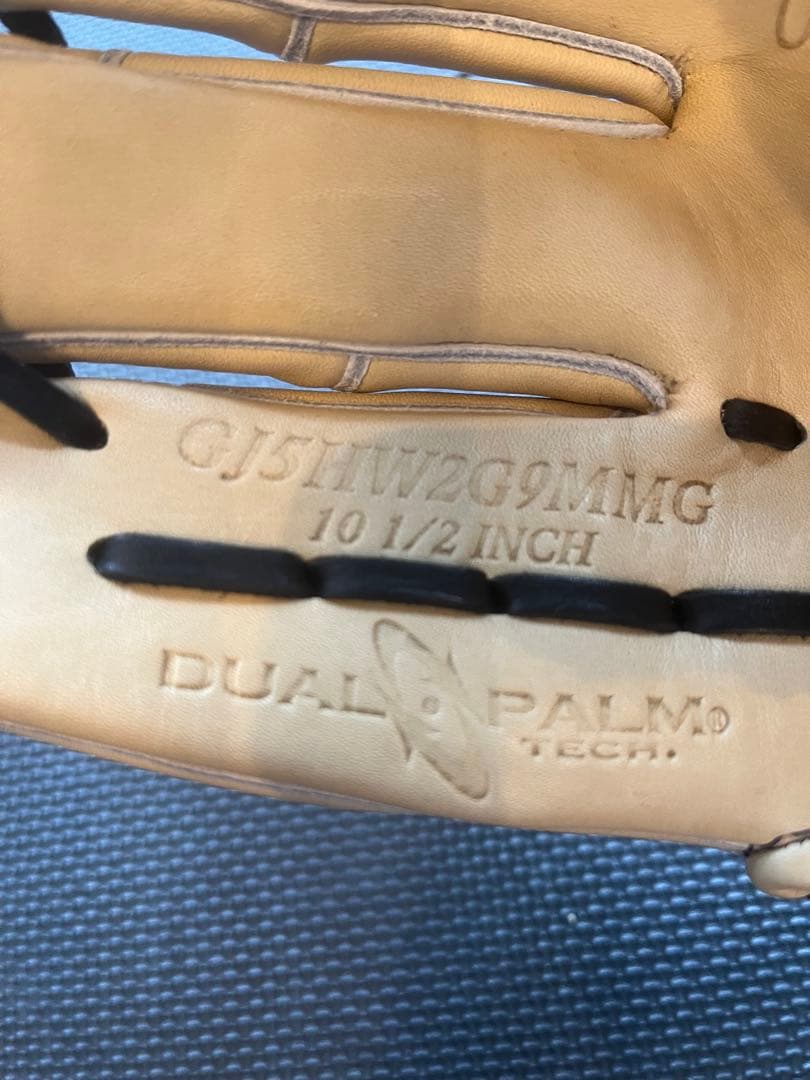 GJ5HW2G9MMG
10 1/2 INCH
DUAL PALM®
TECH.